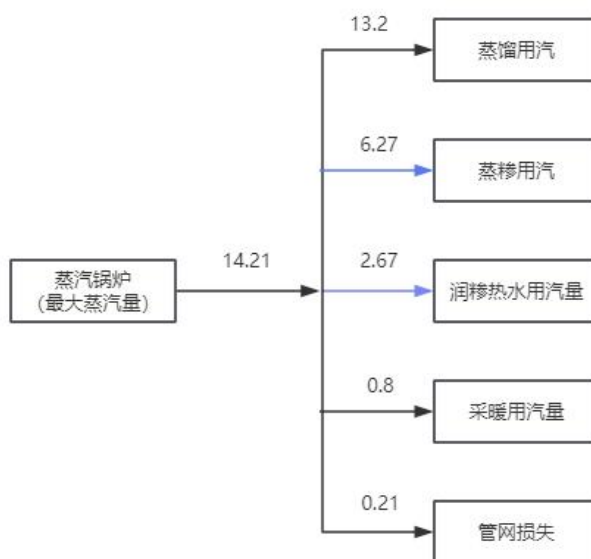 13.2
蒸馏用汽
6.27
蒸糁用汽
蒸汽锅炉
（最大蒸汽量）
14.21
2.67
润糁热水用汽量
0.8
采暖用汽量
0.21
管网损失